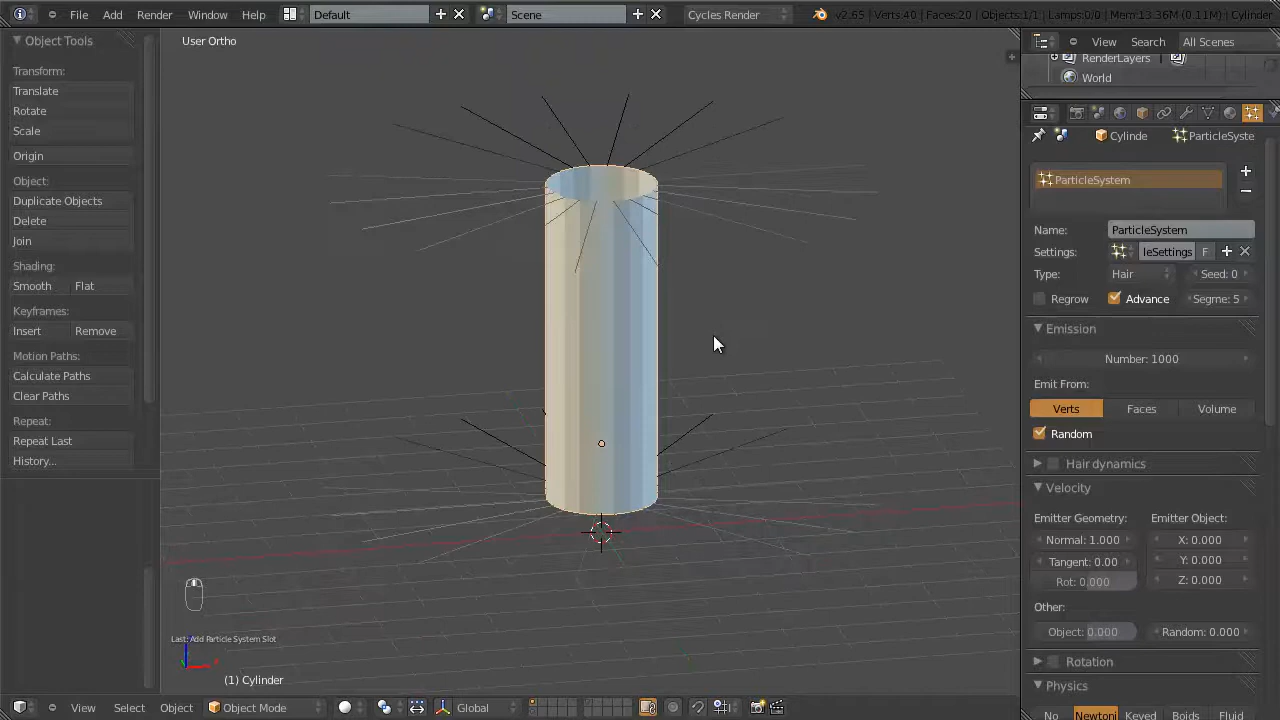 File Add Render Window Help Default Scene Cycles Render v2.65 | Verts:40 | Faces:20 | Objects:1/1 | Lamps:0/0 | Mem:13.36M (0.11M) | Cylinder
Object Tools
Transform:
Translate
Rotate
Scale
Origin
Object:
Duplicate Objects
Delete
Join
Shading:
Smooth Flat
Keyframes:
Insert Remove
Motion Paths:
Calculate Paths
Clear Paths
Repeat:
Repeat Last
History...
User Ortho
Last: Add Particle System Slot
(1) Cylinder
View Select Object Object Mode Global
View Search All Scenes
RenderLayers
World
Cylinde ParticleSyste
ParticleSystem
Name: ParticleSystem
Settings: leSettings F
Type: Hair Seed: 0
Regrow Advance Segme: 5
Emission
Number: 1000
Emit From:
Verts Faces Volume
Random
Hair dynamics
Velocity
Emitter Geometry: Emitter Object:
Normal: 1.000 X: 0.000
Tangent: 0.00 Y: 0.000
Rot: 0.000 Z: 0.000
Other:
Object: 0.000 Random: 0.000
Rotation
Physics
No Newtoni Keyed Boids Fluid